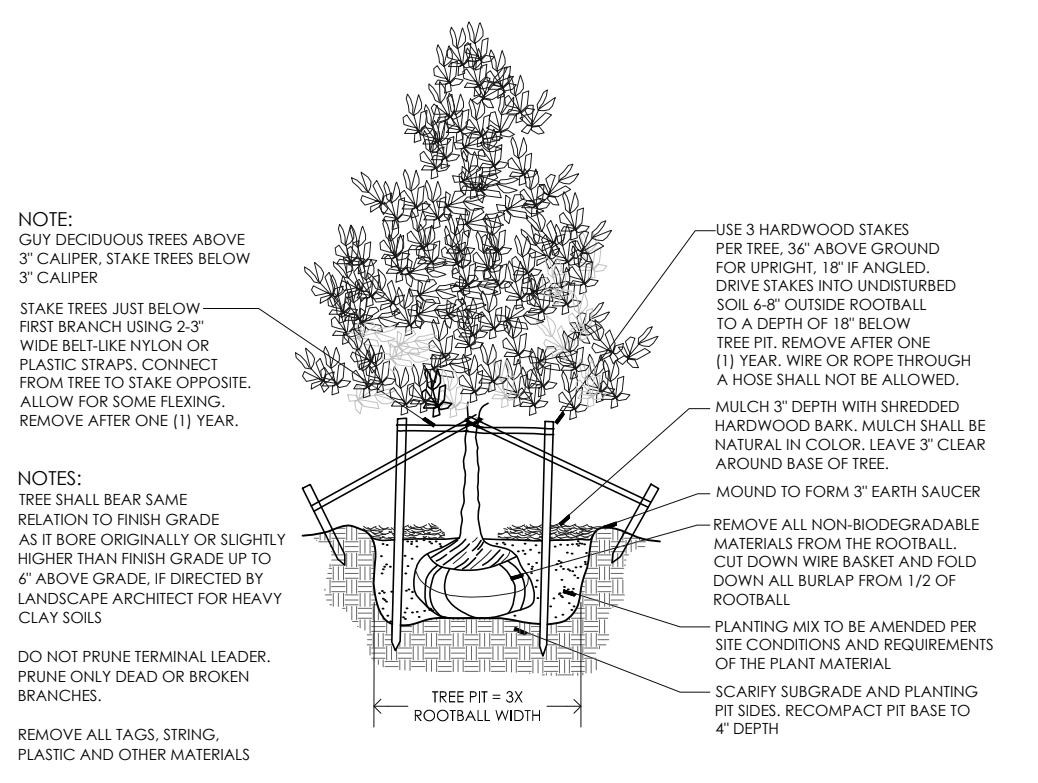 NOTE:
GUY DECIDUOUS TREES ABOVE
3" CALIPER, STAKE TREES BELOW
3" CALIPER
STAKE TREES JUST BELOW
FIRST BRANCH USING 2-3"
WIDE BELT-LIKE NYLON OR
PLASTIC STRAPS. CONNECT
FROM TREE TO STAKE OPPOSITE.
ALLOW FOR SOME FLEXING.
REMOVE AFTER ONE (1) YEAR.
NOTES:
TREE SHALL BEAR SAME
RELATION TO FINISH GRADE
AS IT BORE ORIGINALLY OR SLIGHTLY
HIGHER THAN FINISH GRADE UP TO
6" ABOVE GRADE, IF DIRECTED BY
LANDSCAPE ARCHITECT FOR HEAVY
CLAY SOILS
DO NOT PRUNE TERMINAL LEADER.
PRUNE ONLY DEAD OR BROKEN
BRANCHES.
REMOVE ALL TAGS, STRING,
PLASTIC AND OTHER MATERIALS
TREE PIT = 3X
ROOTBALL WIDTH
USE 3 HARDWOOD STAKES
PER TREE, 36" ABOVE GROUND
FOR UPRIGHT, 18" IF ANGLED.
DRIVE STAKES INTO UNDISTURBED
SOIL 6-8" OUTSIDE ROOTBALL
TO A DEPTH OF 18" BELOW
TREE PIT. REMOVE AFTER ONE
(1) YEAR. WIRE OR ROPE THROUGH
A HOSE SHALL NOT BE ALLOWED.
MULCH 3" DEPTH WITH SHREDDED
HARDWOOD BARK. MULCH SHALL BE
NATURAL IN COLOR. LEAVE 3" CLEAR
AROUND BASE OF TREE.
MOUND TO FORM 3" EARTH SAUCER
REMOVE ALL NON-BIODEGRADABLE
MATERIALS FROM THE ROOTBALL.
CUT DOWN WIRE BASKET AND FOLD
DOWN ALL BURLAP FROM 1/2 OF
ROOTBALL
PLANTING MIX TO BE AMENDED PER
SITE CONDITIONS AND REQUIREMENTS
OF THE PLANT MATERIAL
SCARIFY SUBGRADE AND PLANTING
PIT SIDES. RECOMPACT PIT BASE TO
4" DEPTH